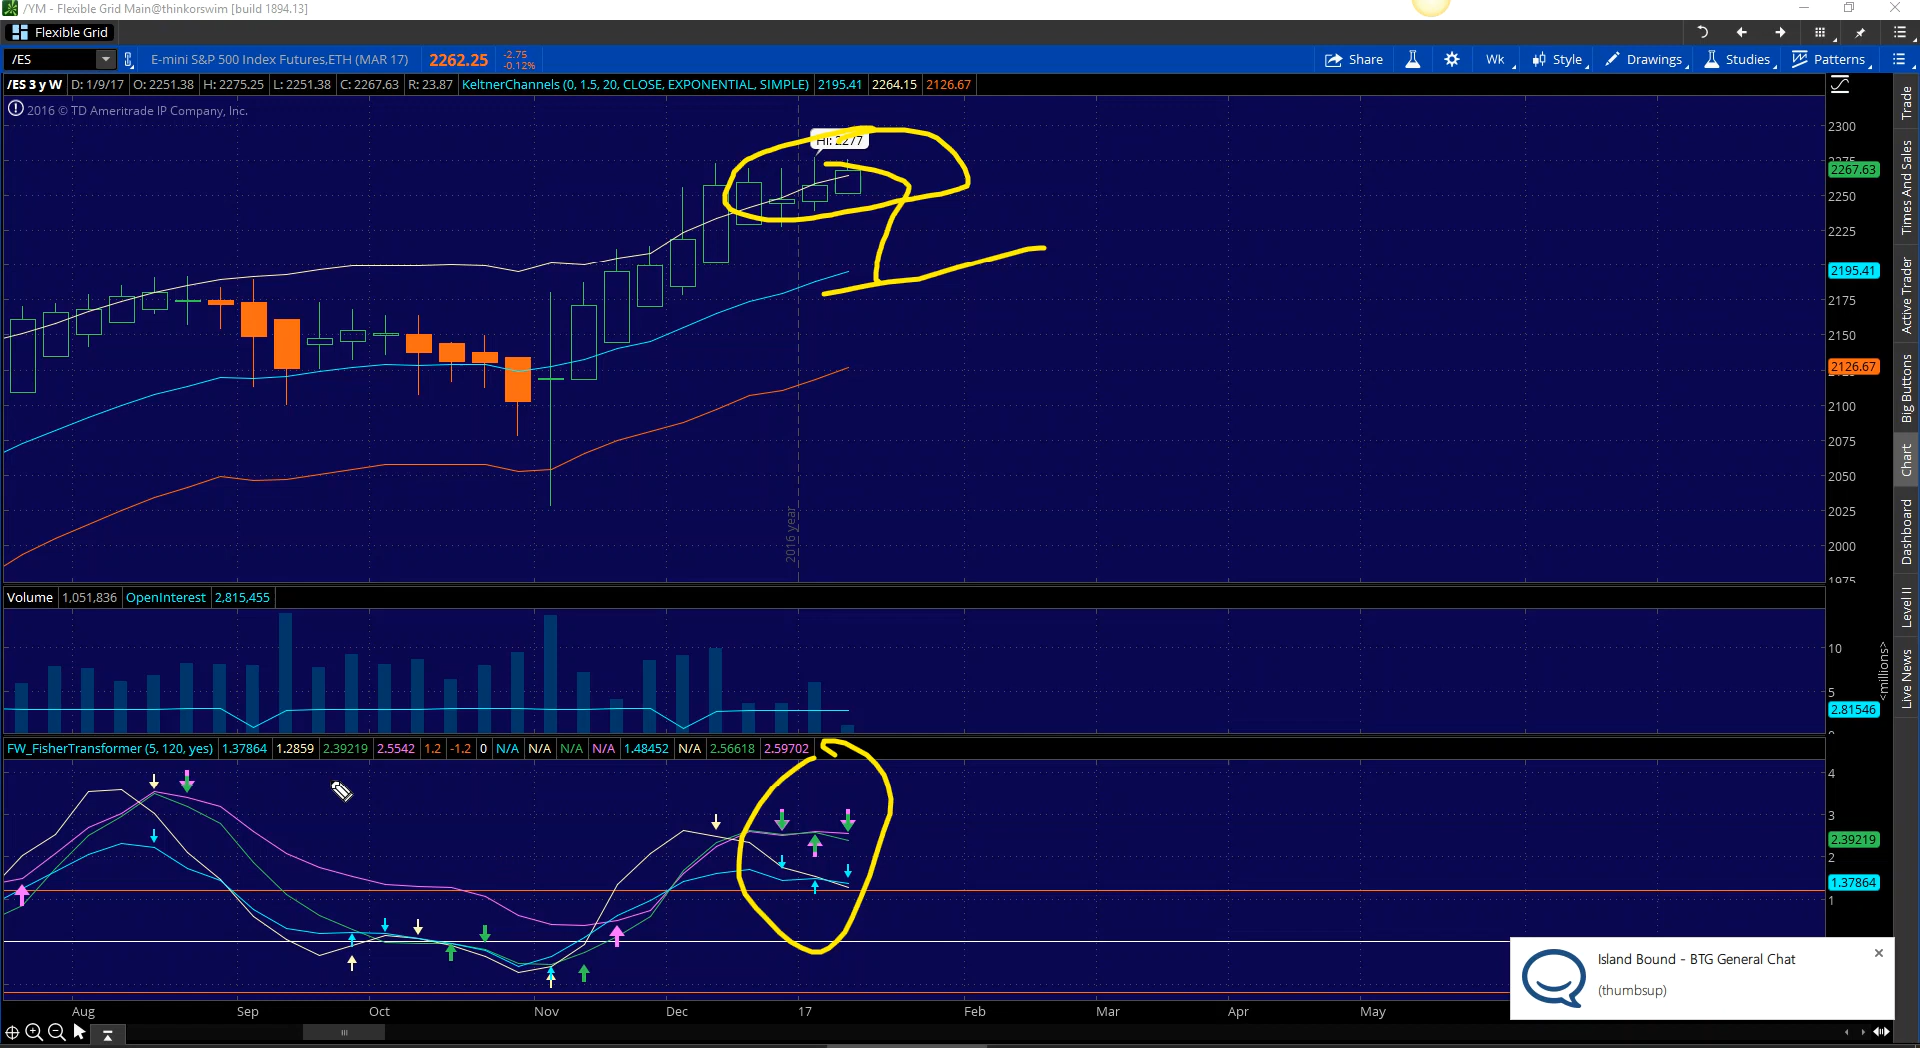 /YM - Flexible Grid Main@thinkorswim [build 1894.13]
Flexible Grid
/ES E-mini S&P 500 Index Futures,ETH (MAR 17) 2262.25 -2.75 -0.12% Share Wk Style Drawings Studies Patterns
/ES 3 y W D: 1/9/17 O: 2251.38 H: 2275.25 L: 2251.38 C: 2267.63 R: 23.87 KeltnerChannels (0, 1.5, 20, CLOSE, EXPONENTIAL, SIMPLE) 2195.41 2264.15 2126.67
2016 © TD Ameritrade IP Company, Inc.
Hi: 2277
2300
2275
2267.63
2250
2225
2195.41
2175
2150
2126.67
2100
2075
2050
2025
2000
1975
2016 year
Volume 1,051,836 OpenInterest 2,815,455
10
5
2.81546
<millions>
FW_FisherTransformer (5, 120, yes) 1.37864 1.2859 2.39219 2.5542 1.2 -1.2 0 N/A N/A N/A N/A 1.48452 N/A 2.56618 2.59702
4
3
2.39219
2
1.37864
1
Aug Sep Oct Nov Dec 17 Feb Mar Apr May
Trade
Times And Sales
Active Trader
Big Buttons
Chart
Dashboard
Level II
Live News
Island Bound - BTG General Chat
(thumbsup)